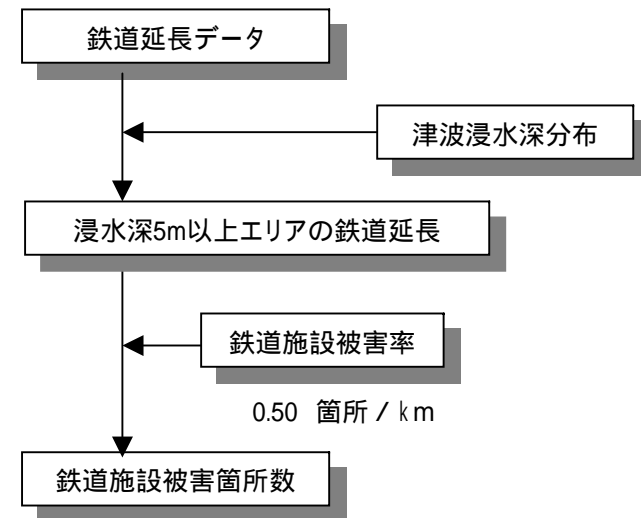 鉄道延長データ
津波浸水深分布
浸水深5m以上エリアの鉄道延長
鉄道施設被害率
0.50 箇所/km
鉄道施設被害箇所数